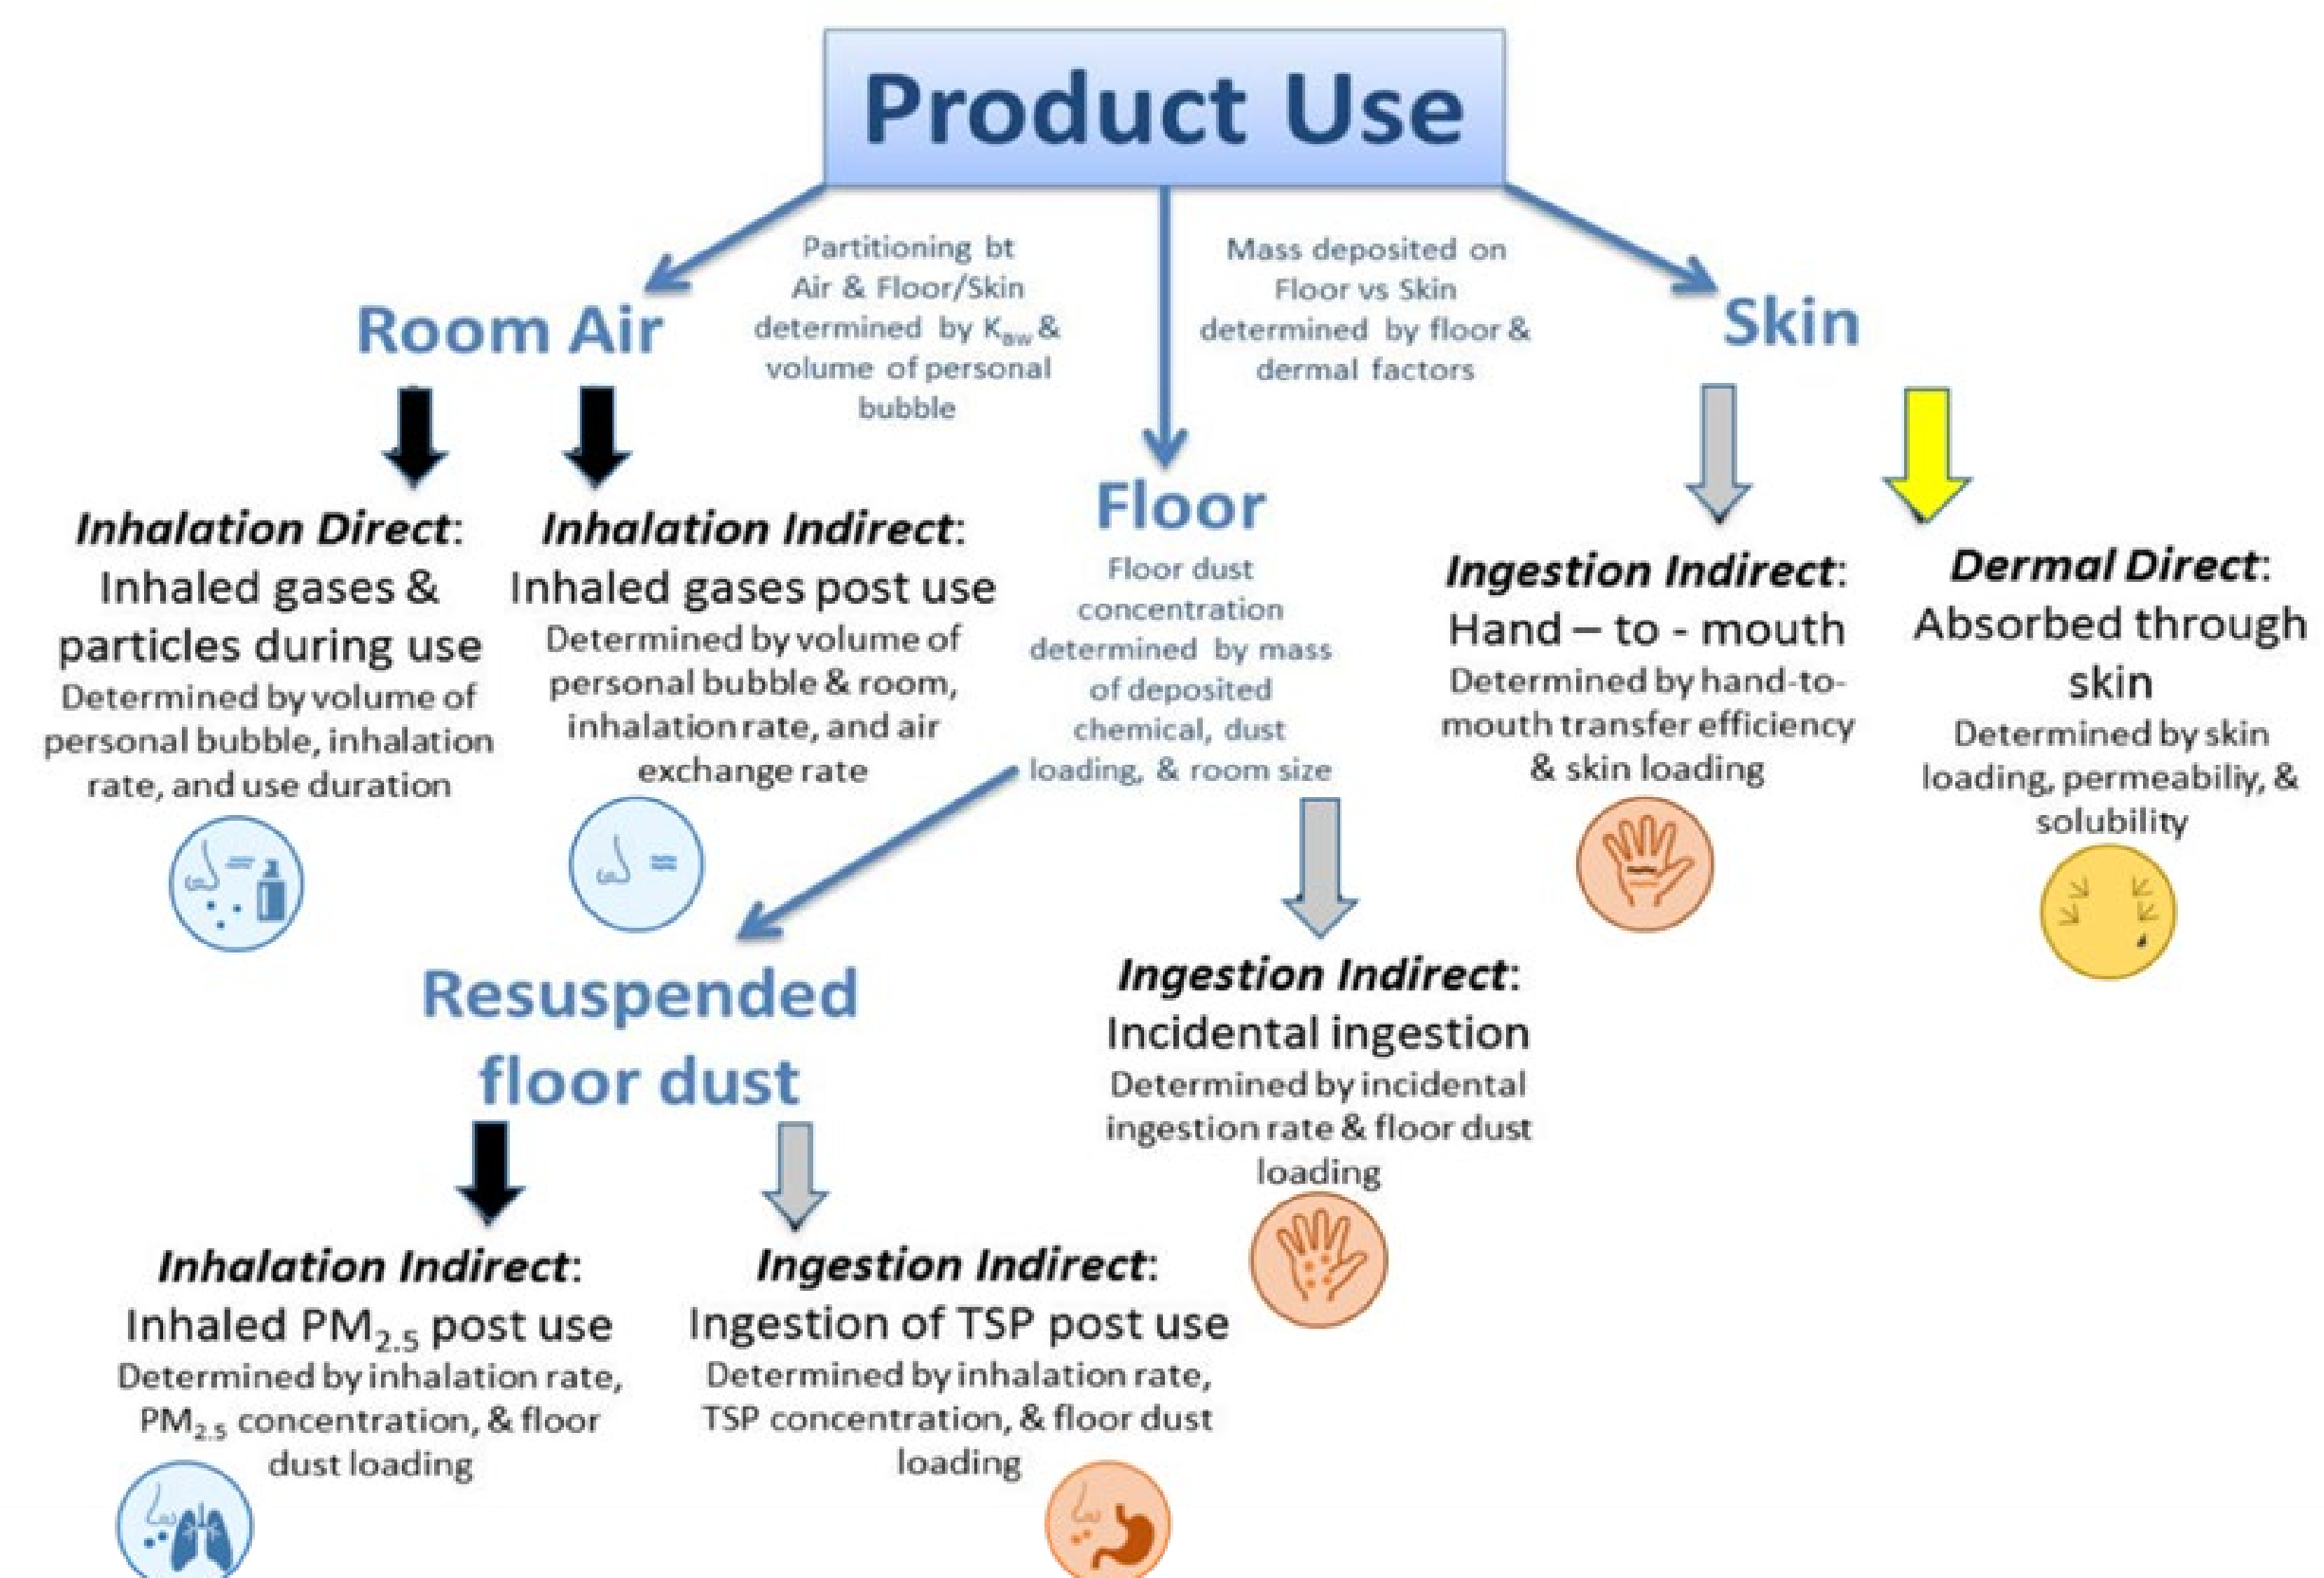 Product Use
Partitioning bt
Air & Floor/Skin
determined by Kaw &
volume of personal
bubble
Mass deposited on
Floor vs Skin
determined by floor &
dermal factors
Room Air
Skin
Inhalation Direct:
Inhaled gases &
particles during use
Determined by volume of
personal bubble, inhalation
rate, and use duration
Inhalation Indirect:
Inhaled gases post use
Determined by volume of
personal bubble & room,
inhalation rate, and air
exchange rate
Floor
Floor dust
concentration
determined by mass
of deposited
chemical, dust
loading, & room size
Ingestion Indirect:
Hand – to - mouth
Determined by hand-to-
mouth transfer efficiency
& skin loading
Dermal Direct:
Absorbed through
skin
Determined by skin
loading, permeabiliy, &
solubility
Resuspended
floor dust
Ingestion Indirect:
Incidental ingestion
Determined by incidental
ingestion rate & floor dust
loading
Inhalation Indirect:
Inhaled PM2.5 post use
Determined by inhalation rate,
PM2.5 concentration, & floor
dust loading
Ingestion Indirect:
Ingestion of TSP post use
Determined by inhalation rate,
TSP concentration, & floor dust
loading